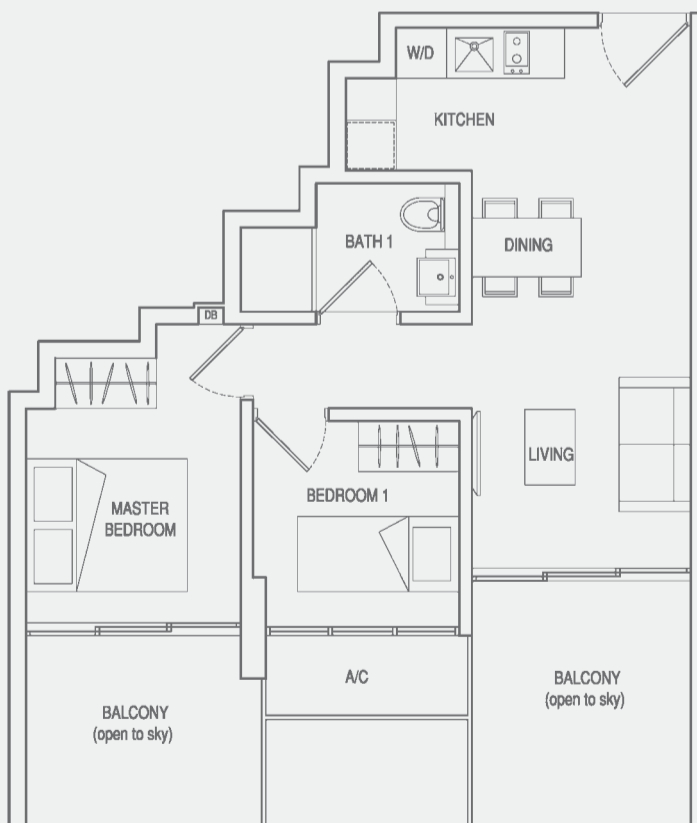 W/D
KITCHEN
BATH 1
DINING
DB
LIVING
MASTER
BEDROOM
BEDROOM 1
A/C
BALCONY
(open to sky)
BALCONY
(open to sky)